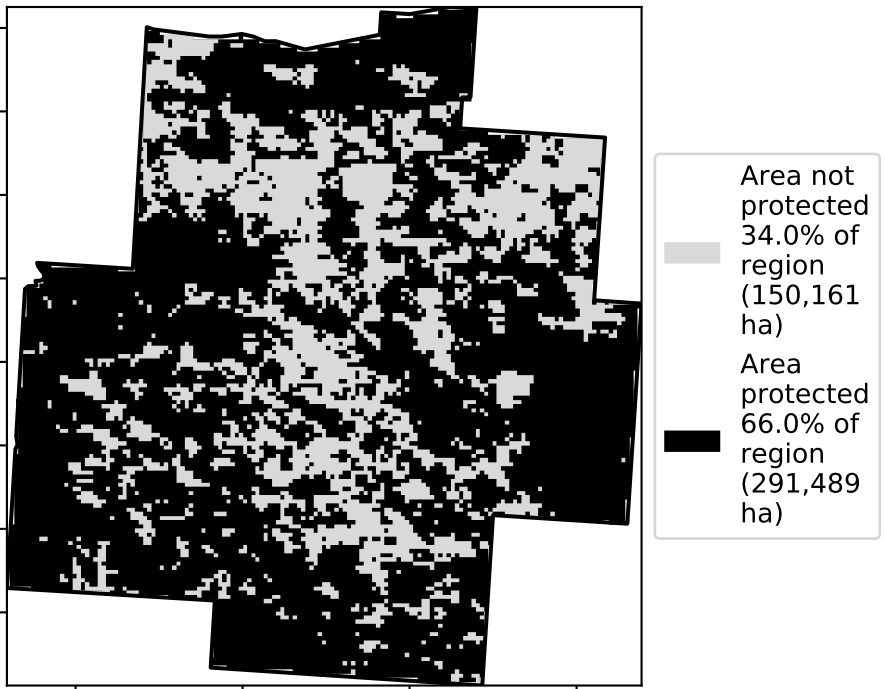 Area not
protected
34.0% of
region
(150,161
ha)
Area
protected
66.0% of
region
(291,489
ha)